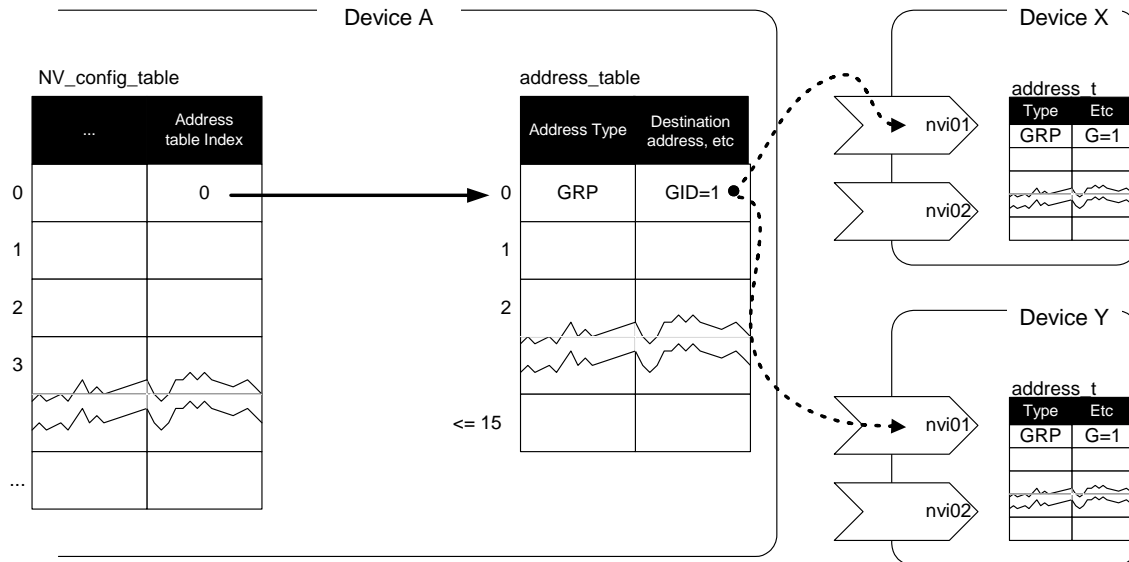 Device A
NV_config_table
...
Address
table Index
0
0
1
2
3
...
address_table
Address Type
Destination
address, etc
0
GRP
GID=1
1
2
<= 15
Device X
nvi01
nvi02
address_t
Type
Etc
GRP
G=1
Device Y
nvi01
nvi02
address_t
Type
Etc
GRP
G=1